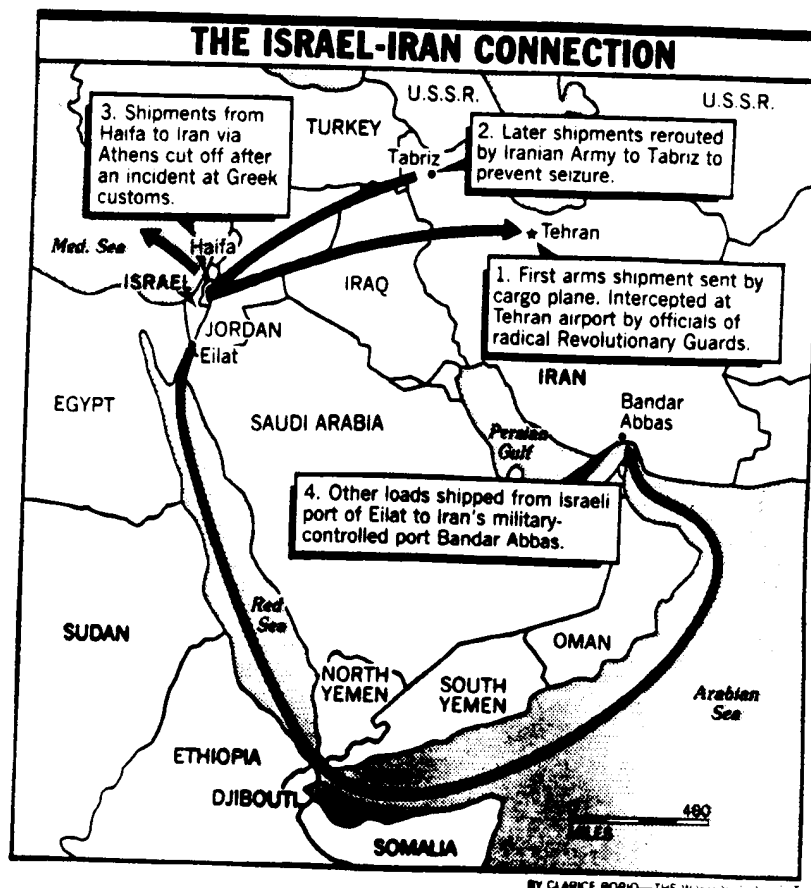 THE ISRAEL-IRAN CONNECTION
U.S.S.R.
U.S.S.R.
3. Shipments from
Haifa to Iran via
Athens cut off after
an incident at Greek
customs.
TURKEY
Tabriz
2. Later shipments rerouted
by Iranian Army to Tabriz to
prevent seizure.
Med. Sea
Haifa
Tehran
ISRAEL
IRAQ
1. First arms shipment sent by
cargo plane. Intercepted at
Tehran airport by officials of
radical Revolutionary Guards.
JORDAN
Eilat
IRAN
EGYPT
SAUDI ARABIA
Bandar
Abbas
Persian
Gulf
4. Other loads shipped from Israeli
port of Eilat to Iran's military-
controlled port Bandar Abbas.
Red
Sea
SUDAN
OMAN
NORTH
YEMEN
SOUTH
YEMEN
Arabian
Sea
ETHIOPIA
DJIBOUTI
400
MILES
SOMALIA
BY CLARICE THE